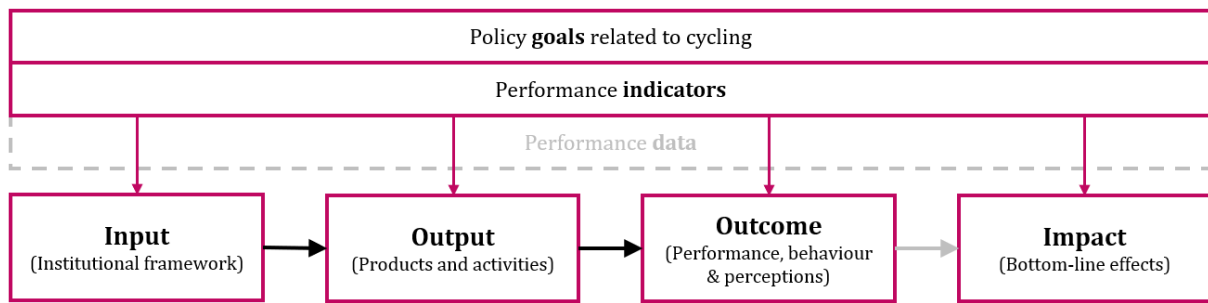 Policy goals related to cycling
Performance indicators
Performance data
Input
(Institutional framework)
Output
(Products and activities)
Outcome
(Performance, behaviour
& perceptions)
Impact
(Bottom-line effects)